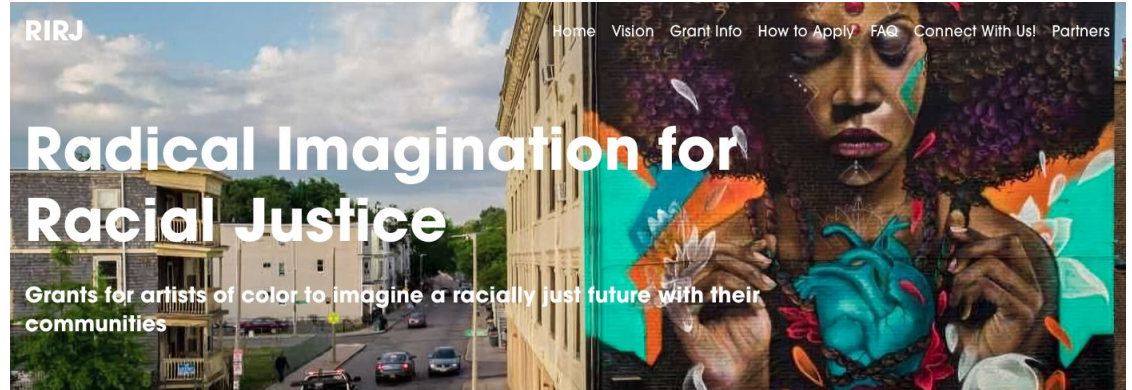 RIRJ
Home Vision Grant Info How to Apply FAQ Connect With Us! Partners
Radical Imagination for
Racial Justice
Grants for artists of color to imagine a racially just future with their
communities